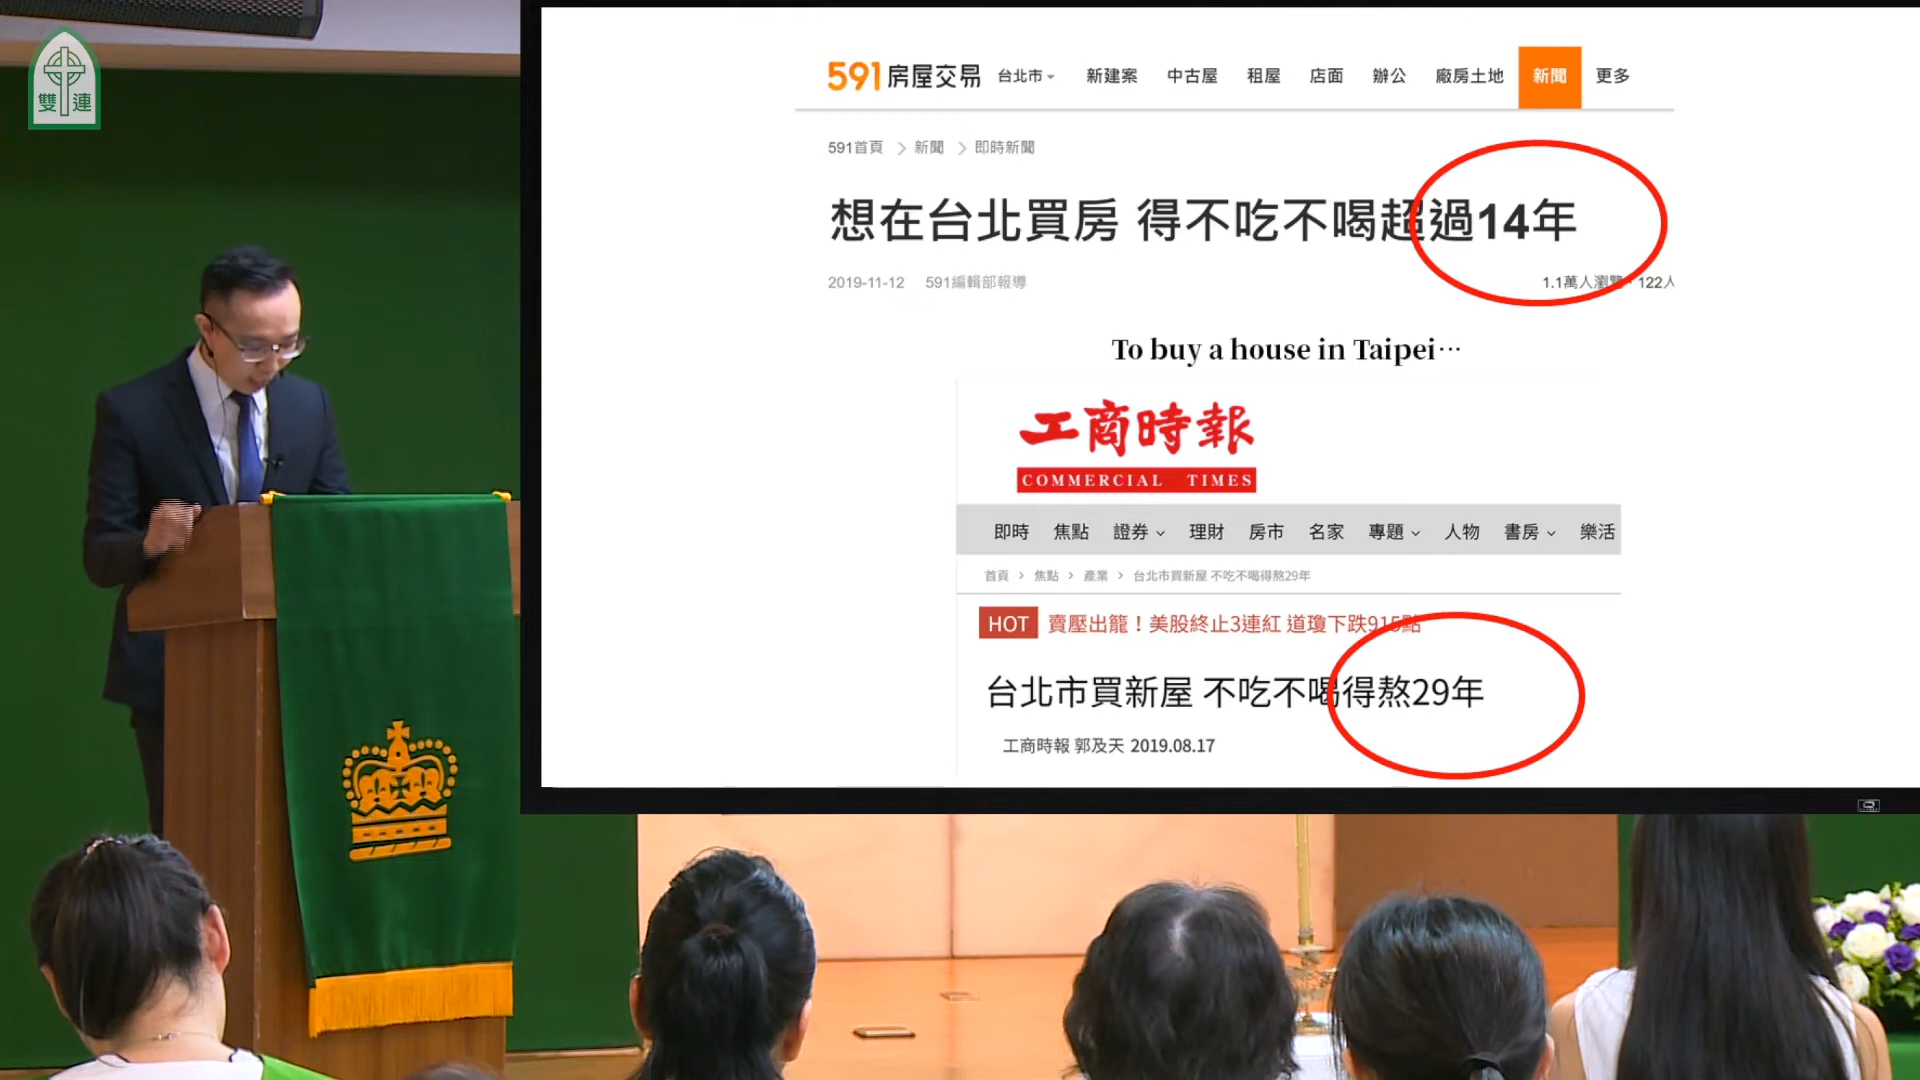 雙連
591房屋交易 台北市 新建案 中古屋 租屋 店面 辦公 廠房土地 新聞 更多
591首頁 > 新聞 > 即時新聞
想在台北買房 得不吃不喝超過14年
2019-11-12 591編輯部報導 1.1萬人瀏覽 · 122人
To buy a house in Taipei…
工商時報
COMMERCIAL TIMES
即時 焦點 證券 理財 房市 名家 專題 人物 書房 樂活
首頁 > 焦點 > 產業 > 台北市買新屋 不吃不喝得熬29年
HOT 賣壓出籠！美股終止3連紅 道瓊下跌915點
台北市買新屋 不吃不喝得熬29年
工商時報 郭及天 2019.08.17